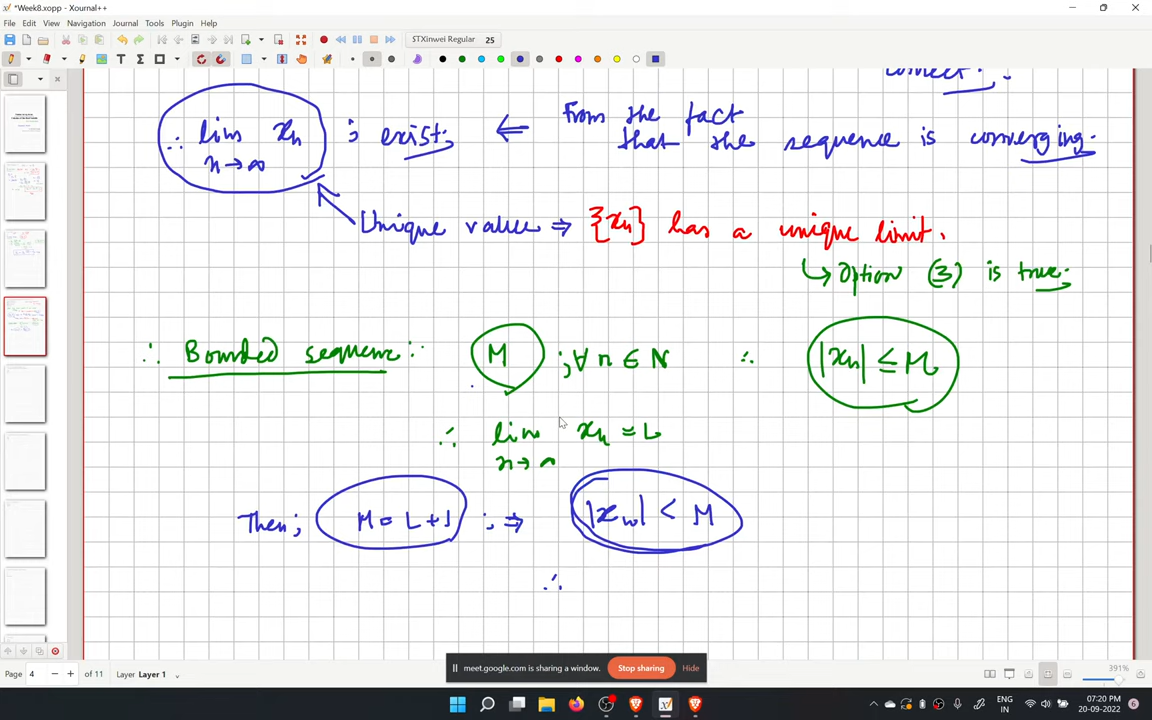 *Week8.xopp - Xournal++
File Edit View Navigation Journal Tools Plugin Help
STXinwei Regular 25
correct.
∴ lim xn ; exist; ← From the fact
n→∞ that the sequence is converging.
Unique value ⇒ {xn} has a unique limit.
↳ Option (3) is true.
∴ Bounded sequence: M ; ∀ n ∈ N ∴ |xn| ≤ M
∴ lim xn = L
n→∞
Then; M = L + 1 ; ⇒ |xn| < M
∴
meet.google.com is sharing a window. Stop sharing Hide
Page 4 of 11 Layer Layer 1 391%
ENG 07:20 PM
IN 20-09-2022